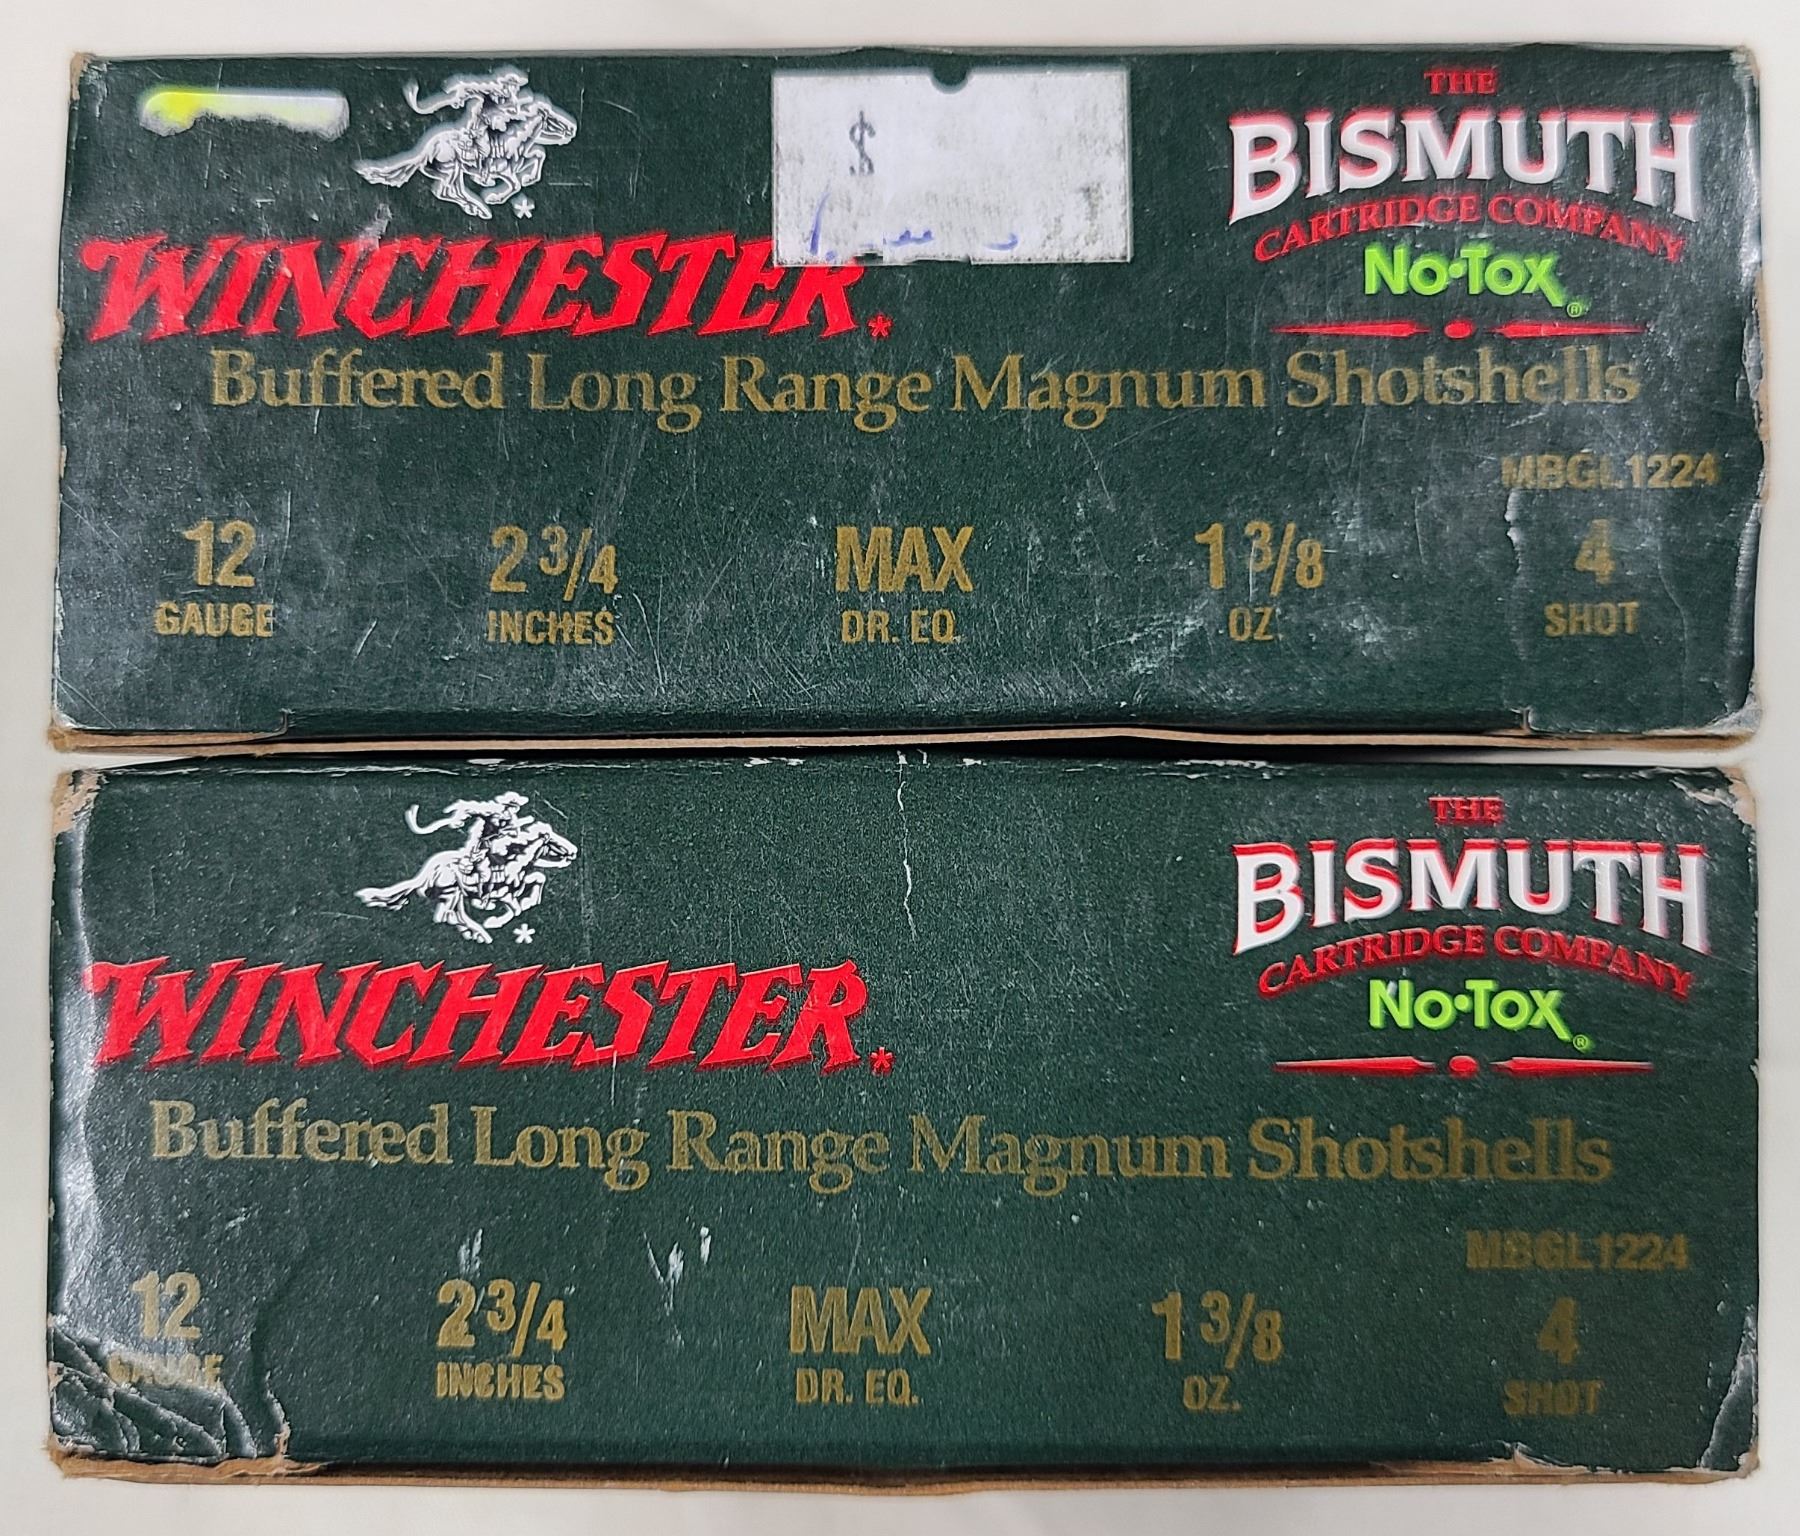 $
THE
BISMUTH
CARTRIDGE COMPANY
No•Tox®
WINCHESTER*
Buffered Long Range Magnum Shotshells
MBGL1224
12 2 3/4 MAX 1 3/8 4
GAUGE INCHES DR. EQ. OZ. SHOT
THE
BISMUTH
CARTRIDGE COMPANY
No•Tox®
WINCHESTER*
Buffered Long Range Magnum Shotshells
MBGL1224
12 2 3/4 MAX 1 3/8 4
GAUGE INCHES DR. EQ. OZ. SHOT